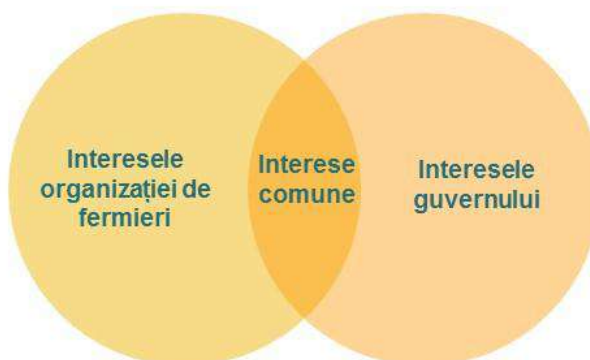 Interesele
organizației de
fermieri
Interese
comune
Interesele
guvernului